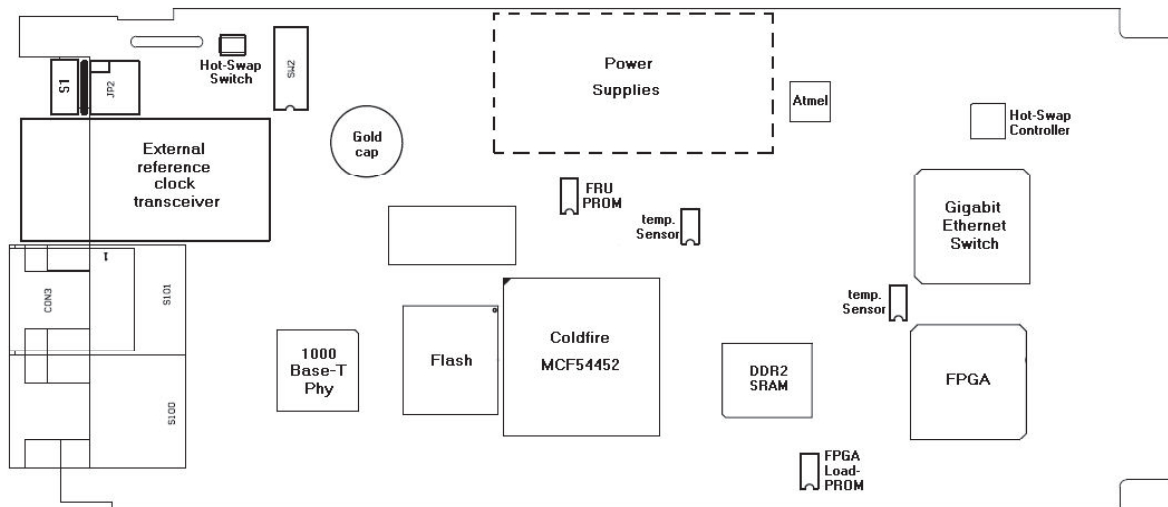 Hot-Swap
Switch
SW2
S1
JP2
Power
Supplies
Atmel
Hot-Swap
Controller
Gold
cap
External
reference
clock
transceiver
FRU
PROM
temp.
Sensor
Gigabit
Ethernet
Switch
1
CON3
S101
temp.
Sensor
1000
Base-T
Phy
Flash
Coldfire
MCF54452
DDR2
SRAM
FPGA
S100
FPGA
Load-
PROM